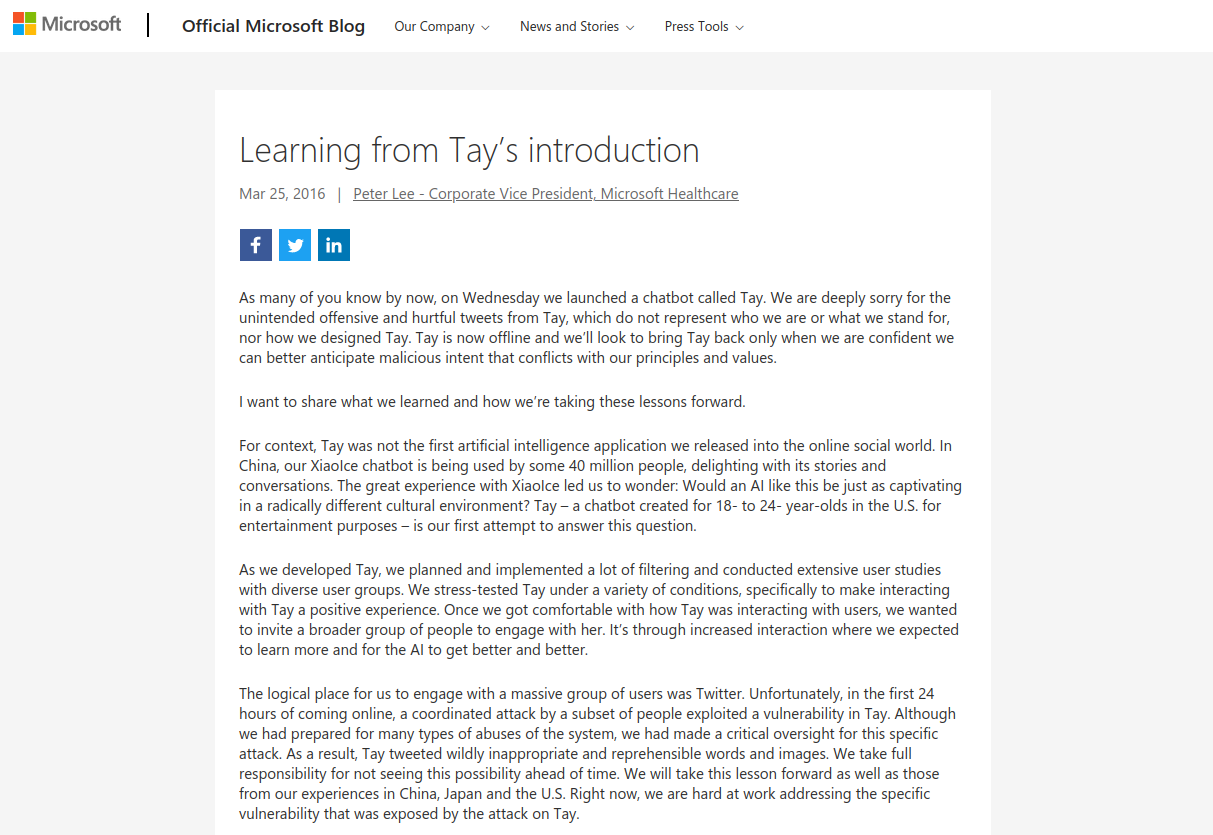 Microsoft
Official Microsoft Blog
Our Company
News and Stories
Press Tools
Learning from Tay’s introduction
Mar 25, 2016 | Peter Lee - Corporate Vice President, Microsoft Healthcare
As many of you know by now, on Wednesday we launched a chatbot called Tay. We are deeply sorry for the
unintended offensive and hurtful tweets from Tay, which do not represent who we are or what we stand for,
nor how we designed Tay. Tay is now offline and we’ll look to bring Tay back only when we are confident we
can better anticipate malicious intent that conflicts with our principles and values.
I want to share what we learned and how we’re taking these lessons forward.
For context, Tay was not the first artificial intelligence application we released into the online social world. In
China, our XiaoIce chatbot is being used by some 40 million people, delighting with its stories and
conversations. The great experience with XiaoIce led us to wonder: Would an AI like this be just as captivating
in a radically different cultural environment? Tay – a chatbot created for 18- to 24- year-olds in the U.S. for
entertainment purposes – is our first attempt to answer this question.
As we developed Tay, we planned and implemented a lot of filtering and conducted extensive user studies
with diverse user groups. We stress-tested Tay under a variety of conditions, specifically to make interacting
with Tay a positive experience. Once we got comfortable with how Tay was interacting with users, we wanted
to invite a broader group of people to engage with her. It’s through increased interaction where we expected
to learn more and for the AI to get better and better.
The logical place for us to engage with a massive group of users was Twitter. Unfortunately, in the first 24
hours of coming online, a coordinated attack by a subset of people exploited a vulnerability in Tay. Although
we had prepared for many types of abuses of the system, we had made a critical oversight for this specific
attack. As a result, Tay tweeted wildly inappropriate and reprehensible words and images. We take full
responsibility for not seeing this possibility ahead of time. We will take this lesson forward as well as those
from our experiences in China, Japan and the U.S. Right now, we are hard at work addressing the specific
vulnerability that was exposed by the attack on Tay.